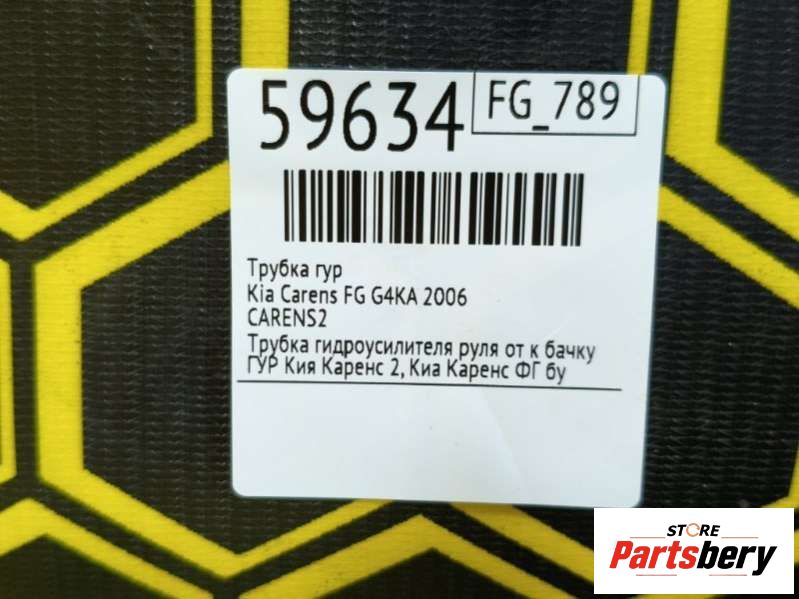 59634
FG_789
Трубка гур
Kia Carens FG G4KA 2006
CARENS2
Трубка гидроусилителя руля от к бачку
ГУР Кия Каренс 2, Киа Каренс ФГ бу
STORE
Partsbery